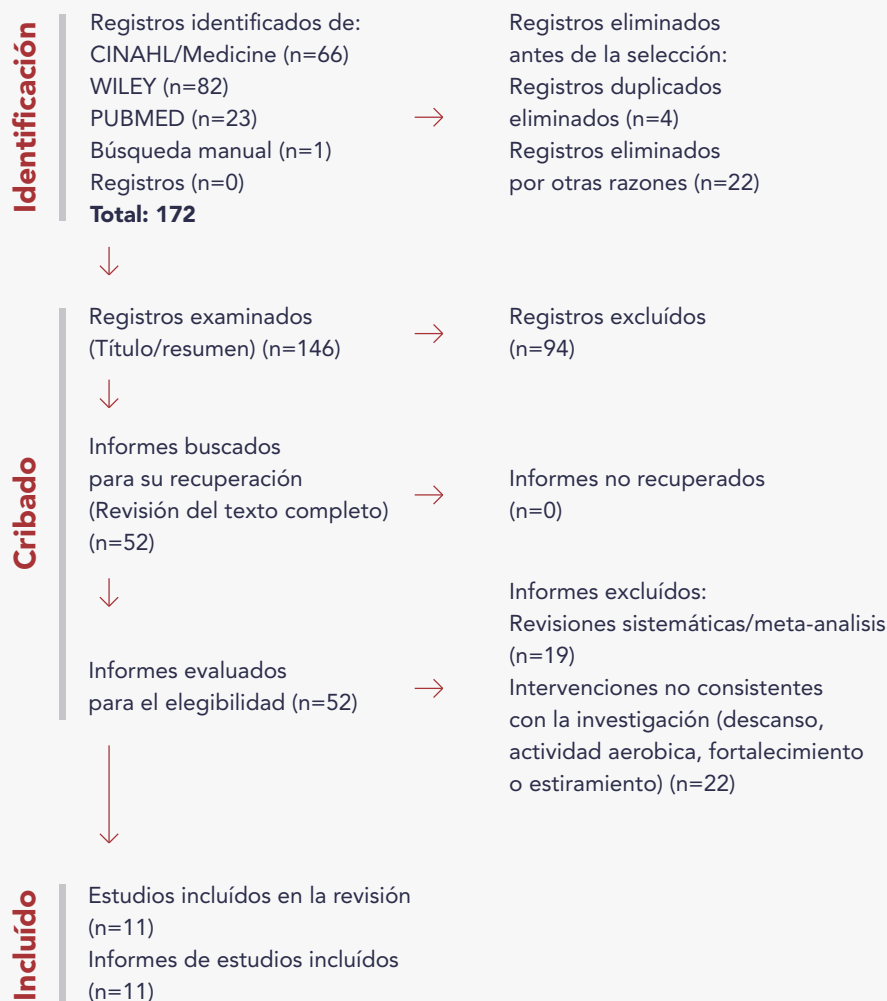 Identificación
Registros identificados de:
CINAHL/Medicine (n=66)
WILEY (n=82)
PUBMED (n=23)
Búsqueda manual (n=1)
Registros (n=0)
Total: 172
Registros eliminados
antes de la selección:
Registros duplicados
eliminados (n=4)
Registros eliminados
por otras razones (n=22)
Cribado
Registros examinados
(Título/resumen) (n=146)
Registros excluídos
(n=94)
Informes buscados
para su recuperación
(Revisión del texto completo)
(n=52)
Informes no recuperados
(n=0)
Informes evaluados
para el elegibilidad (n=52)
Informes excluídos:
Revisiones sistemáticas/meta-analisis
(n=19)
Intervenciones no consistentes
con la investigación (descanso,
actividad aerobica, fortalecimiento
o estiramiento) (n=22)
Incluído
Estudios incluídos en la revisión
(n=11)
Informes de estudios incluídos
(n=11)